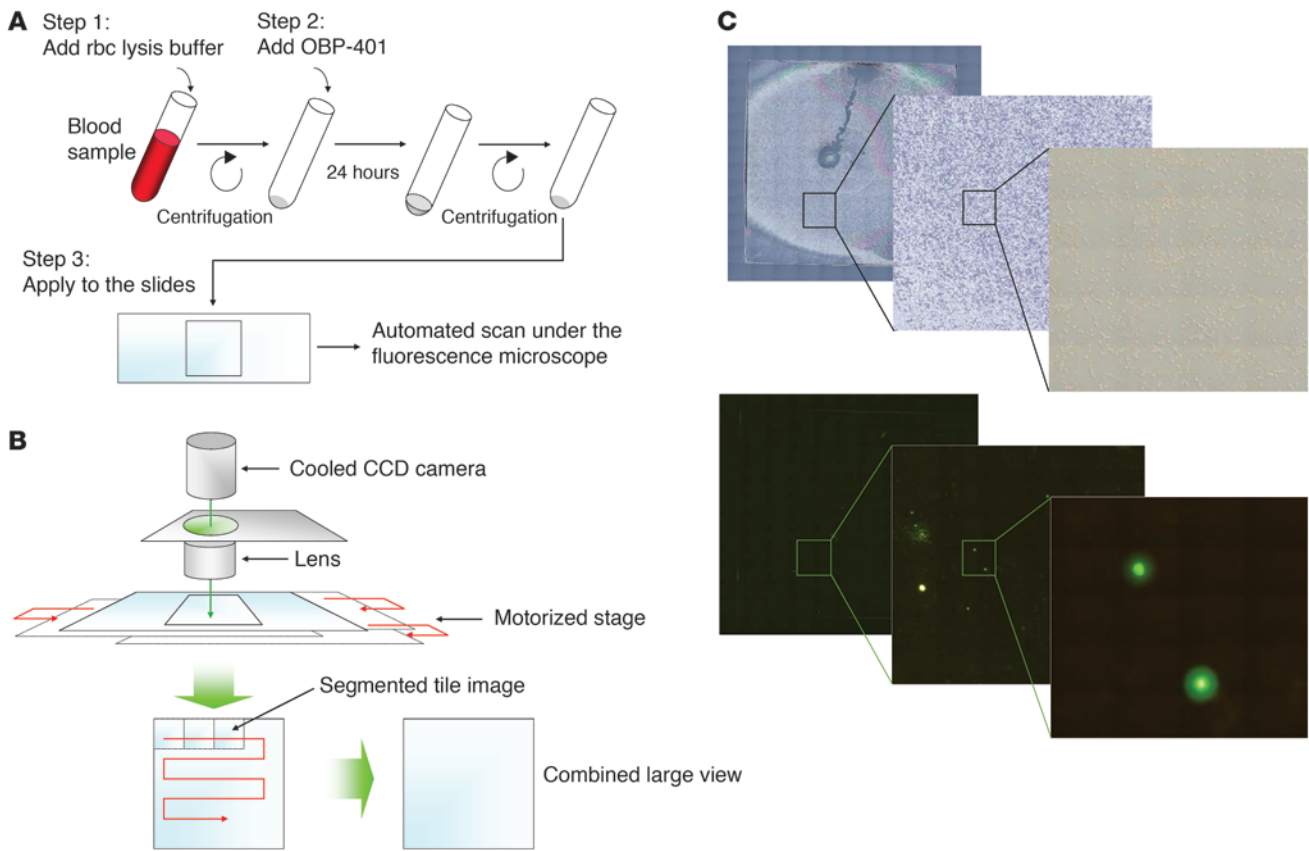 A
Step 1:
Add rbc lysis buffer
Step 2:
Add OBP-401
Blood
sample
Centrifugation
24 hours
Centrifugation
Step 3:
Apply to the slides
Automated scan under the
fluorescence microscope
B
Cooled CCD camera
Lens
Motorized stage
Segmented tile image
Combined large view
C